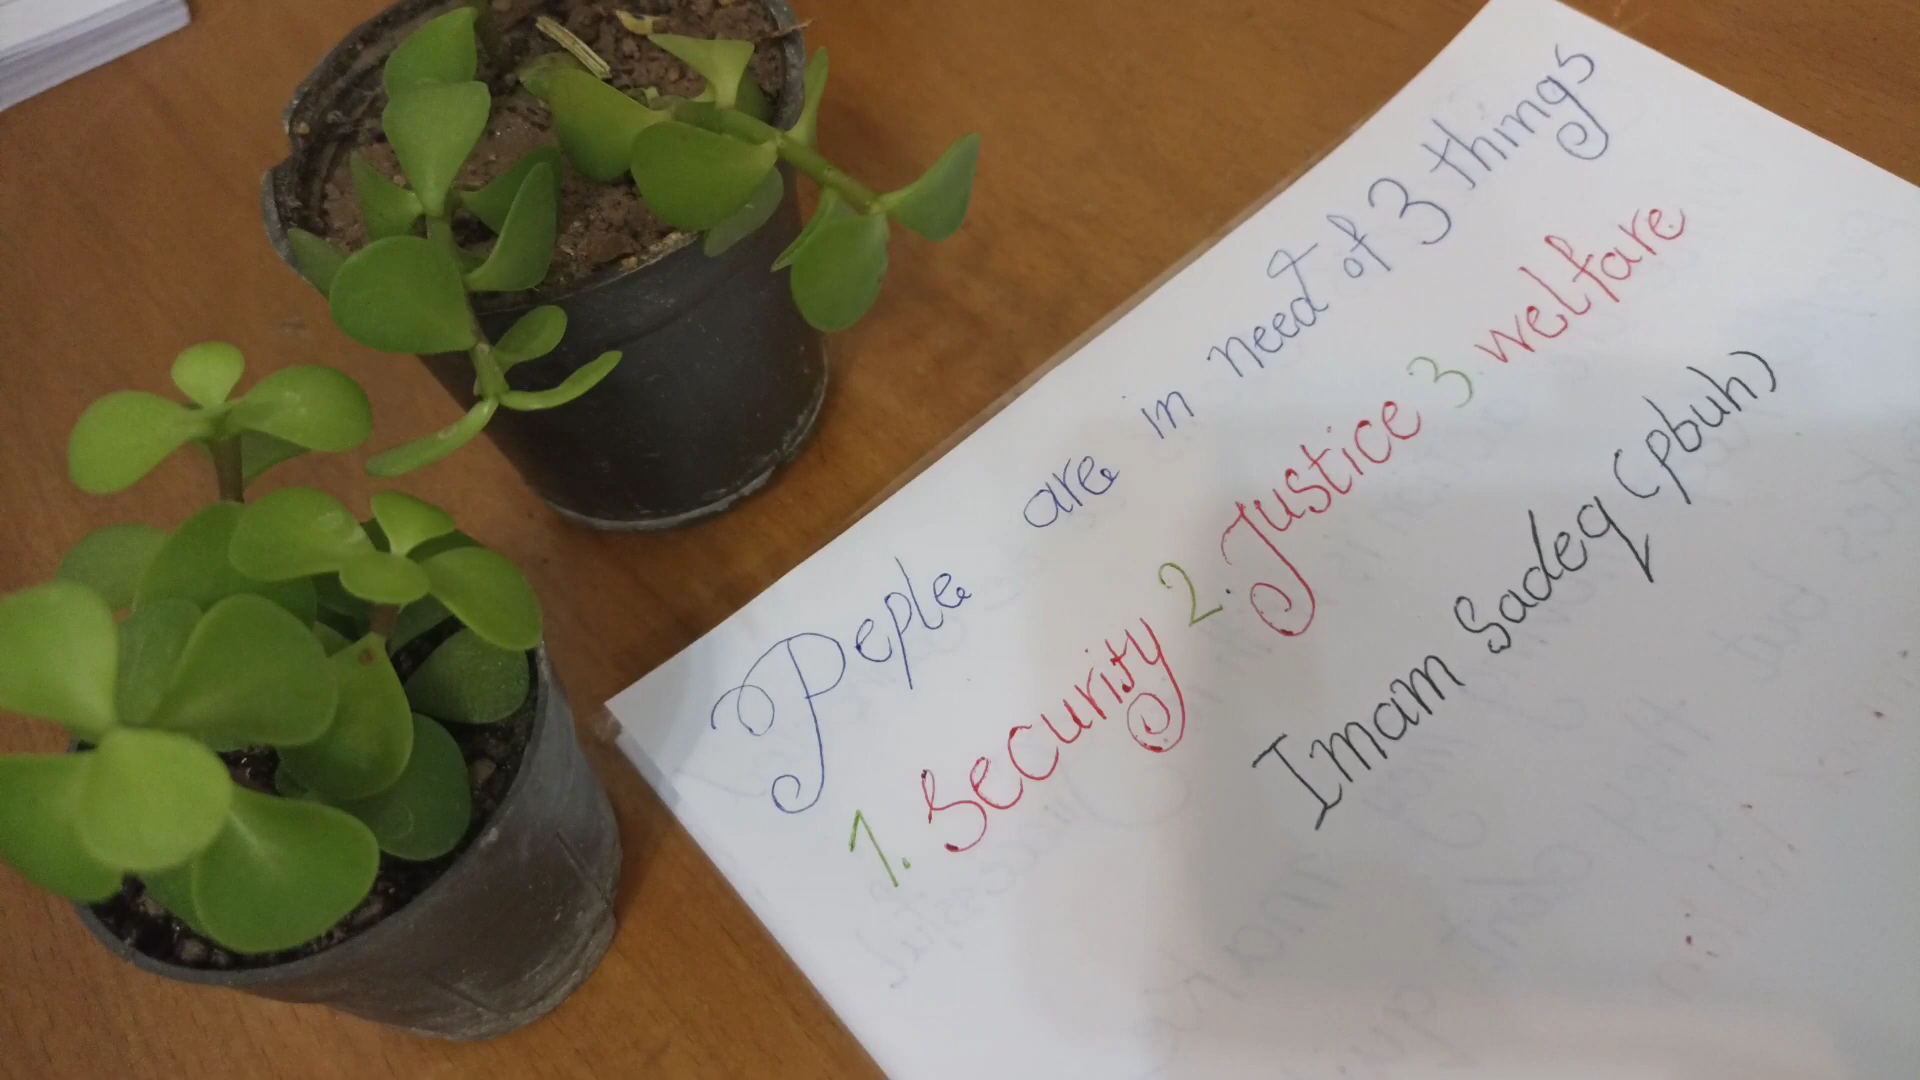 Peple are in need of 3 things
1. Security 2. Justice 3. welfare
Imam Sadeq (pbuh)